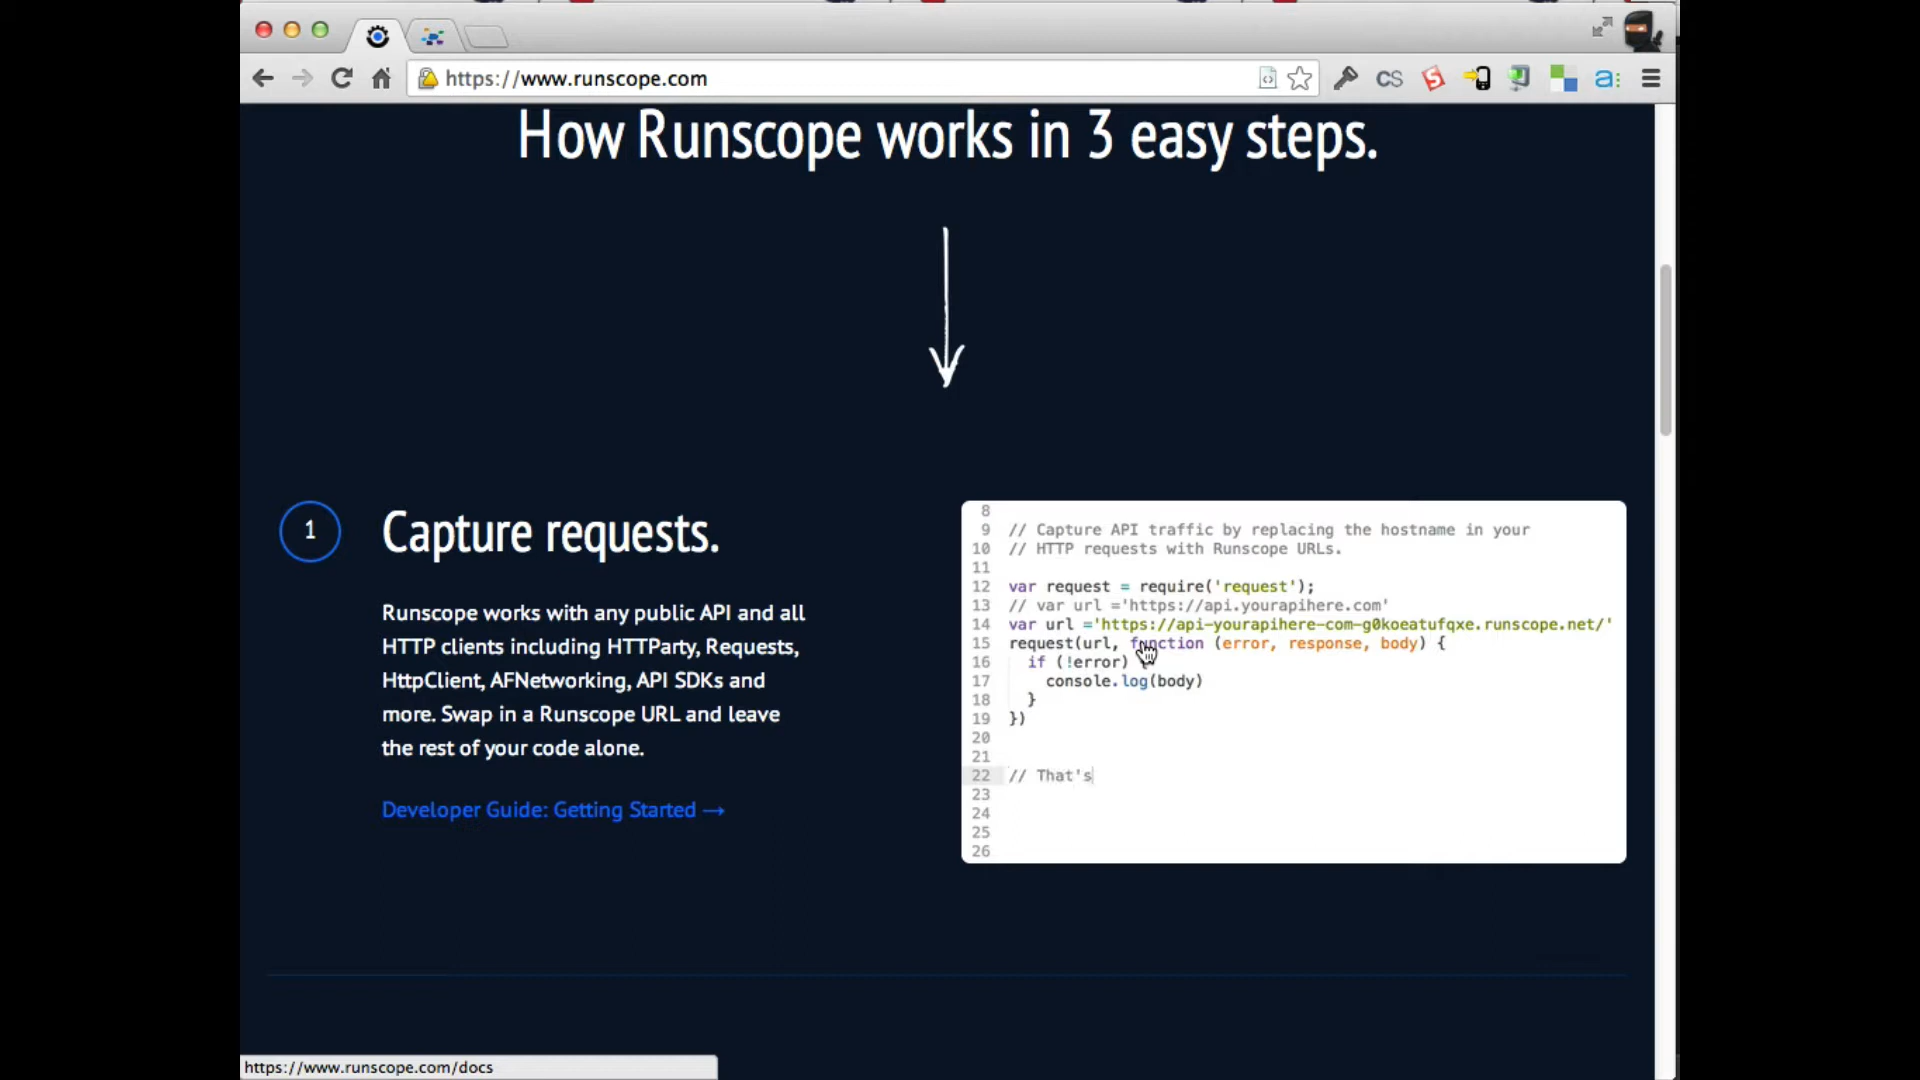 https://www.runscope.com
CS
S
a:
How Runscope works in 3 easy steps.
1
Capture requests.
Runscope works with any public API and all
HTTP clients including HTTParty, Requests,
HttpClient, AFNetworking, API SDKs and
more. Swap in a Runscope URL and leave
the rest of your code alone.
Developer Guide: Getting Started →
8
9 // Capture API traffic by replacing the hostname in your
10 // HTTP requests with Runscope URLs.
11
12 var request = require('request');
13 // var url ='https://api.yourapihere.com'
14 var url ='https://api-yourapihere-com-g0koeatufqxe.runscope.net/'
15 request(url, function (error, response, body) {
16 if (!error) {
17 console.log(body)
18 }
19 })
20
21
22 // That's
23
24
25
26
https://www.runscope.com/docs